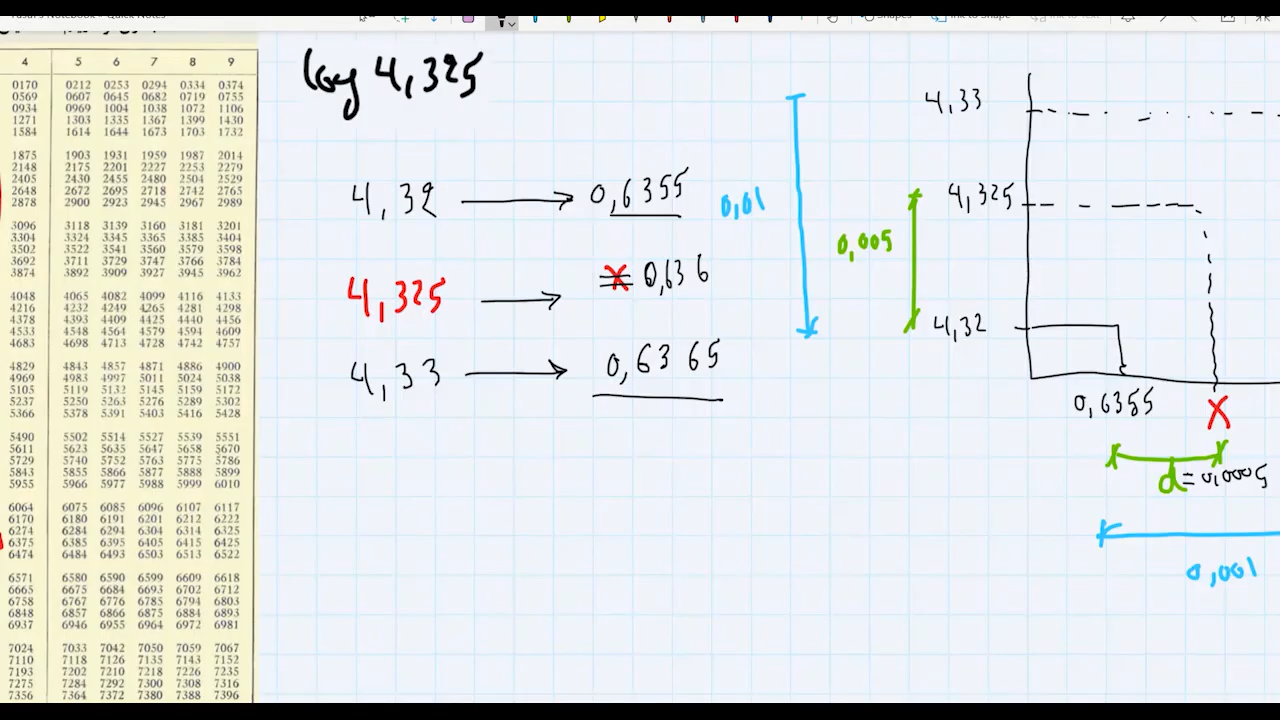 Yasar's Notebook – Quick Notes
Shapes Ink to Shape Ink to Text
4 5 6 7 8 9
0170 0212 0253 0294 0334 0374
0569 0607 0645 0682 0719 0755
0934 0969 1004 1038 1072 1106
1271 1303 1335 1367 1399 1430
1584 1614 1644 1673 1703 1732
1875 1903 1931 1959 1987 2014
2148 2175 2201 2227 2253 2279
2405 2430 2455 2480 2504 2529
2648 2672 2695 2718 2742 2765
2878 2900 2923 2945 2967 2989
3096 3118 3139 3160 3181 3201
3304 3324 3345 3365 3385 3404
3502 3522 3541 3560 3579 3598
3692 3711 3729 3747 3766 3784
3874 3892 3909 3927 3945 3962
4048 4065 4082 4099 4116 4133
4216 4232 4249 4265 4281 4298
4378 4393 4409 4425 4440 4456
4533 4548 4564 4579 4594 4609
4683 4698 4713 4728 4742 4757
4829 4843 4857 4871 4886 4900
4969 4983 4997 5011 5024 5038
5105 5119 5132 5145 5159 5172
5237 5250 5263 5276 5289 5302
5366 5378 5391 5403 5416 5428
5490 5502 5514 5527 5539 5551
5611 5623 5635 5647 5658 5670
5729 5740 5752 5763 5775 5786
5843 5855 5866 5877 5888 5899
5955 5966 5977 5988 5999 6010
6064 6075 6085 6096 6107 6117
6170 6180 6191 6201 6212 6222
6274 6284 6294 6304 6314 6325
6375 6385 6395 6405 6415 6425
6474 6484 6493 6503 6513 6522
6571 6580 6590 6599 6609 6618
6665 6675 6684 6693 6702 6712
6758 6767 6776 6785 6794 6803
6848 6857 6866 6875 6884 6893
6937 6946 6955 6964 6972 6981
7024 7033 7042 7050 7059 7067
7110 7118 7126 7135 7143 7152
7193 7202 7210 7218 7226 7235
7275 7284 7292 7300 7308 7316
7356 7364 7372 7380 7388 7396
log 4,325
4,32 → 0,6355
4,325 → X 0,636
4,33 → 0,6365
0,01
0,005
4,33
4,325
4,32
0,6355 X
d=0,0005
0,001